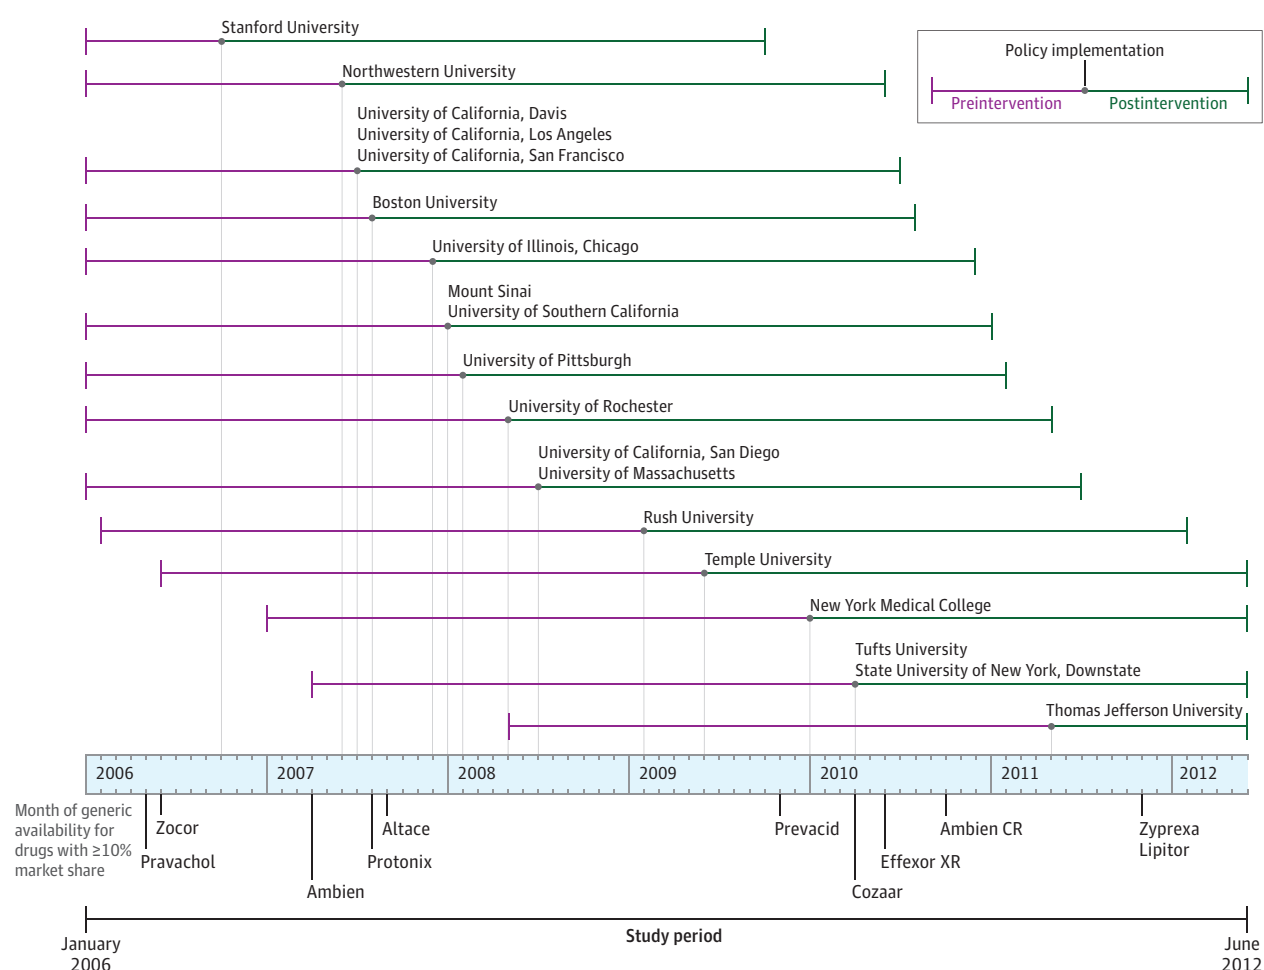 Stanford University
Policy implementation
Preintervention
Postintervention
Northwestern University
University of California, Davis
University of California, Los Angeles
University of California, San Francisco
Boston University
University of Illinois, Chicago
Mount Sinai
University of Southern California
University of Pittsburgh
University of Rochester
University of California, San Diego
University of Massachusetts
Rush University
Temple University
New York Medical College
Tufts University
State University of New York, Downstate
Thomas Jefferson University
2006
2007
2008
2009
2010
2011
2012
Month of generic
availability for
drugs with ≥10%
market share
Zocor
Pravachol
Ambien
Altace
Protonix
Prevacid
Cozaar
Effexor XR
Ambien CR
Zyprexa
Lipitor
Study period
January
2006
June
2012